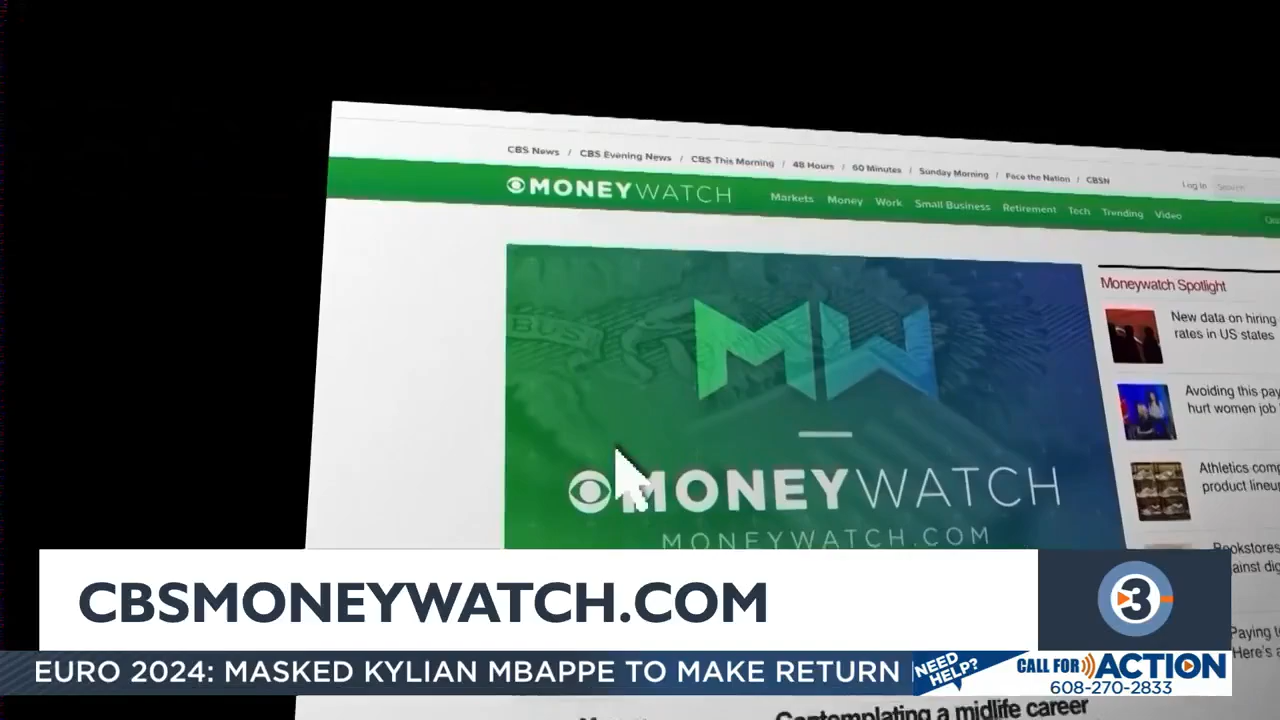 CBS News / CBS Evening News / CBS This Morning / 48 Hours / 60 Minutes / Sunday Morning / Face the Nation / CBSN
Log In Search
MONEYWATCH
Markets Money Work Small Business Retirement Tech Trending Video
MW
MONEYWATCH
MONEYWATCH.COM
Moneywatch Spotlight
New data on hiring
rates in US states
Avoiding this pay
hurt women job
Athletics comp
product lineu
ookstores
ainst dig
Paying
Here's a
CBSMONEYWATCH.COM
3
EURO 2024: MASKED KYLIAN MBAPPE TO MAKE RETURN
NEED HELP?
CALL FOR ACTION
608-270-2833
Contemplating a midlife career